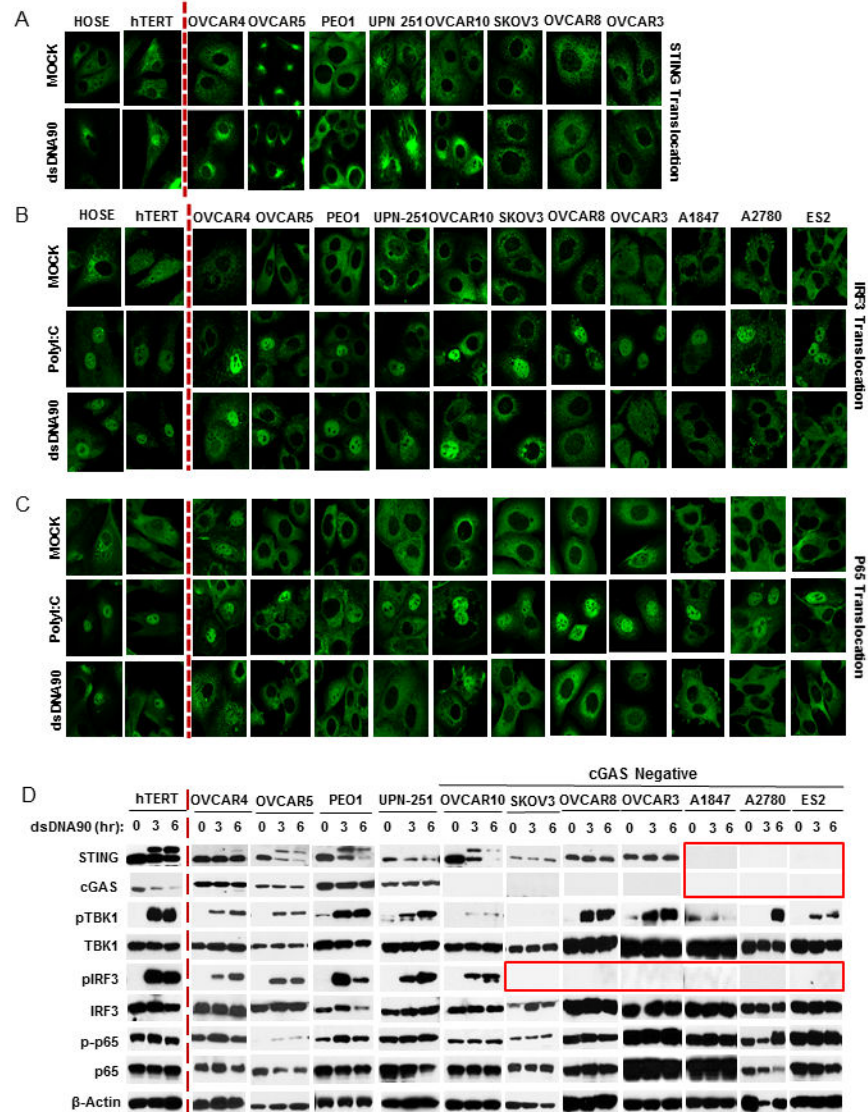 A
HOSE hTERT OVCAR4 OVCAR5 PEO1 UPN 251 OVCAR10 SKOV3 OVCAR8 OVCAR3
MOCK
dsDNA90
STING Translocation
B
HOSE hTERT OVCAR4 OVCAR5 PEO1 UPN-251 OVCAR10 SKOV3 OVCAR8 OVCAR3 A1847 A2780 ES2
MOCK
PolyI:C
dsDNA90
IRF3 Translocation
C
MOCK
PolyI:C
dsDNA90
P65 Translocation
cGAS Negative
D
hTERT OVCAR4 OVCAR5 PEO1 UPN-251 OVCAR10 SKOV3 OVCAR8 OVCAR3 A1847 A2780 ES2
dsDNA90 (hr): 0 3 6 0 3 6 0 3 6 0 3 6 0 3 6 0 3 6 0 3 6 0 3 6 0 3 6 0 3 6 0 3 6 0 3 6
STING
cGAS
pTBK1
TBK1
pIRF3
IRF3
p-p65
p65
β-Actin